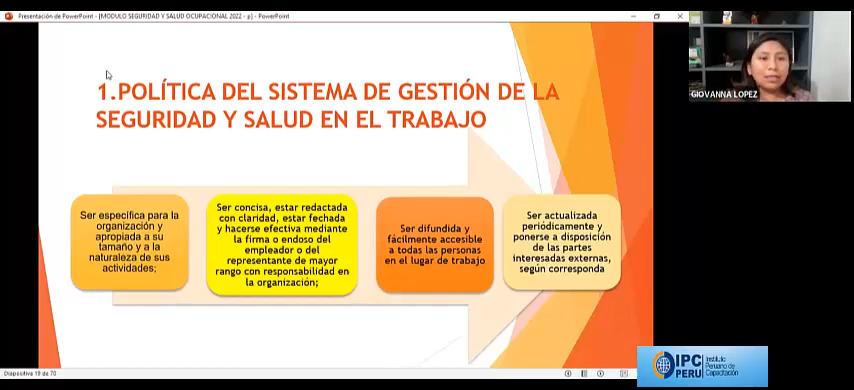 Presentación de PowerPoint - [MODULO SEGURIDAD Y SALUD OCUPACIONAL 2022 - p] - PowerPoint
1.POLÍTICA DEL SISTEMA DE GESTIÓN DE LA
SEGURIDAD Y SALUD EN EL TRABAJO
Ser específica para la
organización y
apropiada a su
tamaño y a la
naturaleza de sus
actividades;
Ser concisa, estar redactada
con claridad, estar fechada
y hacerse efectiva mediante
la firma o endoso del
empleador o del
representante de mayor
rango con responsabilidad en
la organización;
Ser difundida y
fácilmente accesible
a todas las personas
en el lugar de trabajo
Ser actualizada
periódicamente y
ponerse a disposición
de las partes
interesadas externas,
según corresponda
GIOVANNA LOPEZ
Diapositiva 19 de 70
IPC
PERU
Instituto
Peruano de
Capacitación